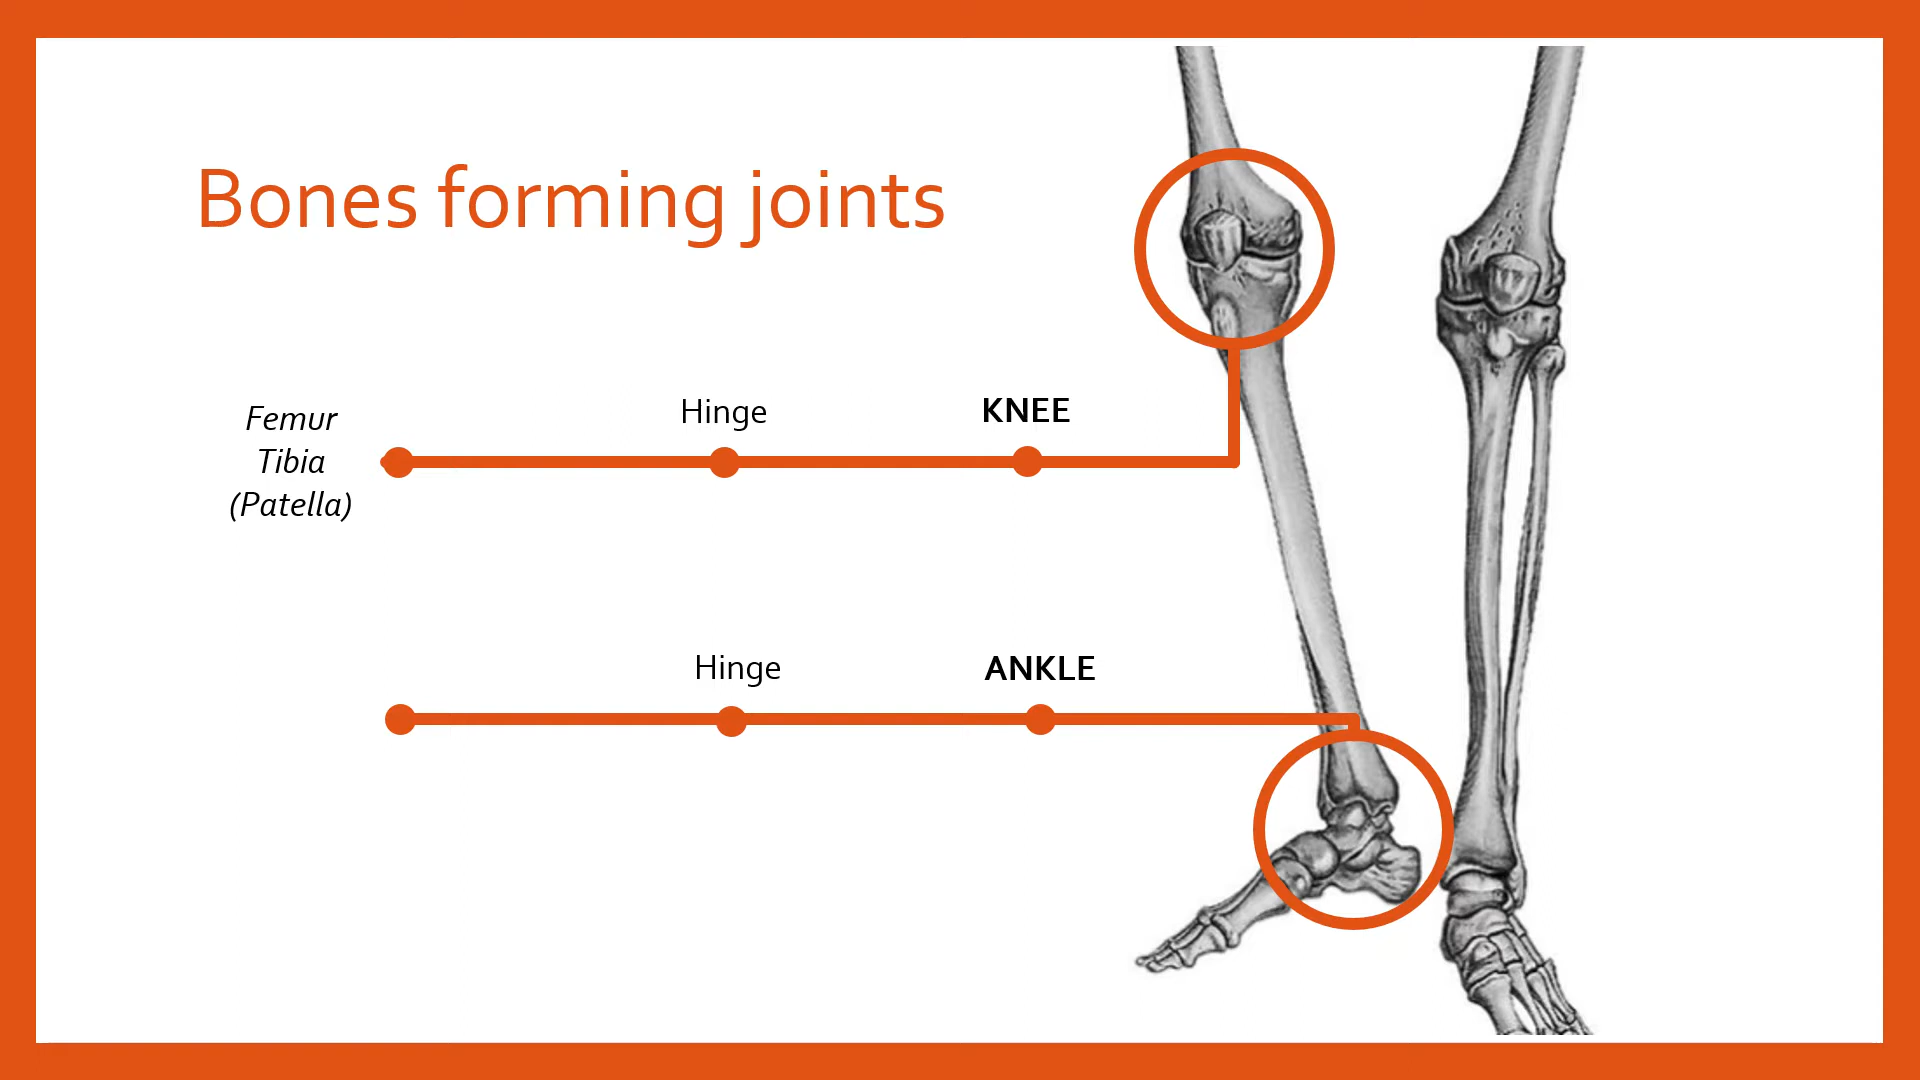 Bones forming joints
Femur
Tibia
(Patella)
Hinge
KNEE
Hinge
ANKLE